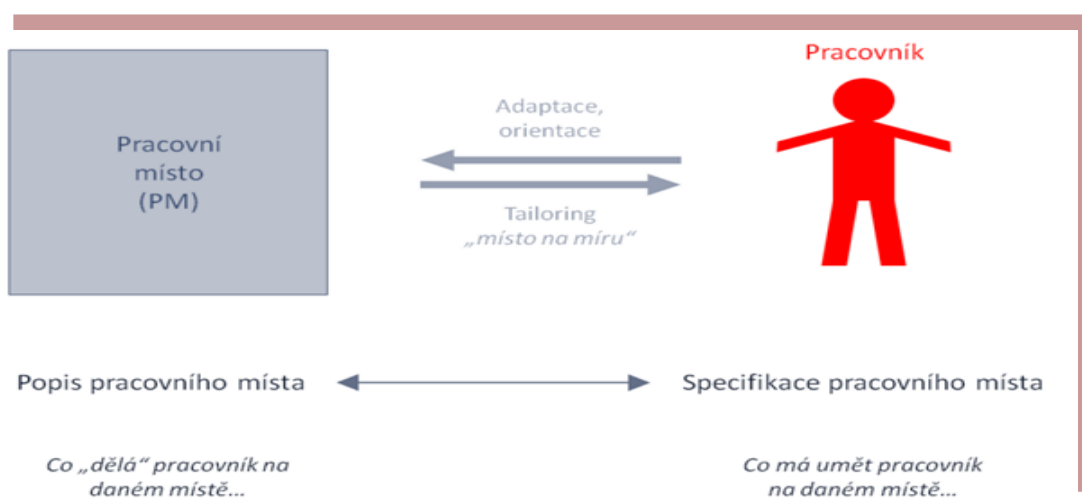 Pracovník
Adaptace,
orientace
Pracovní
místo
(PM)
Tailoring
„místo na míru“
Popis pracovního místa
Specifikace pracovního místa
Co „dělá“ pracovník na
daném místě...
Co má umět pracovník
na daném místě...